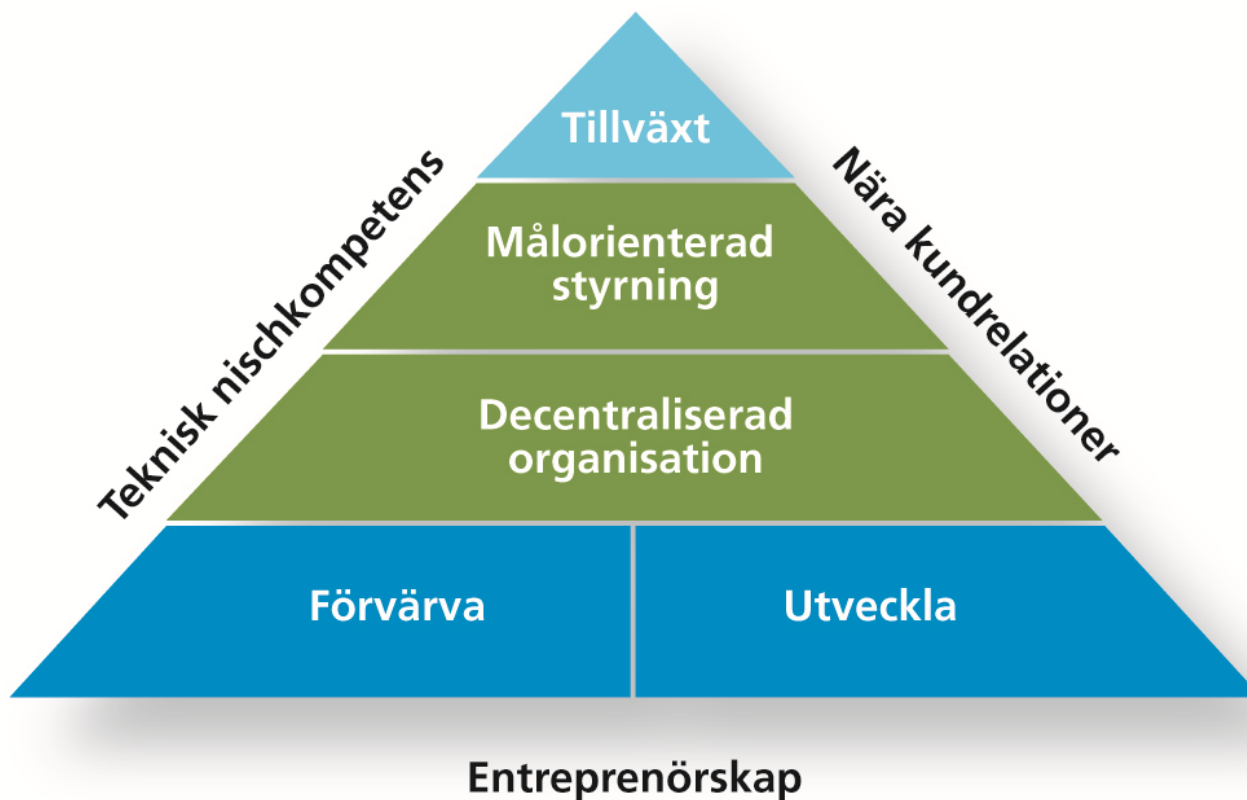 Tillväxt
Målorienterad
styrning
Decentraliserad
organisation
Förvärva
Utveckla
Teknisk nischkompetens
Nära kundrelationer
Entreprenörskap